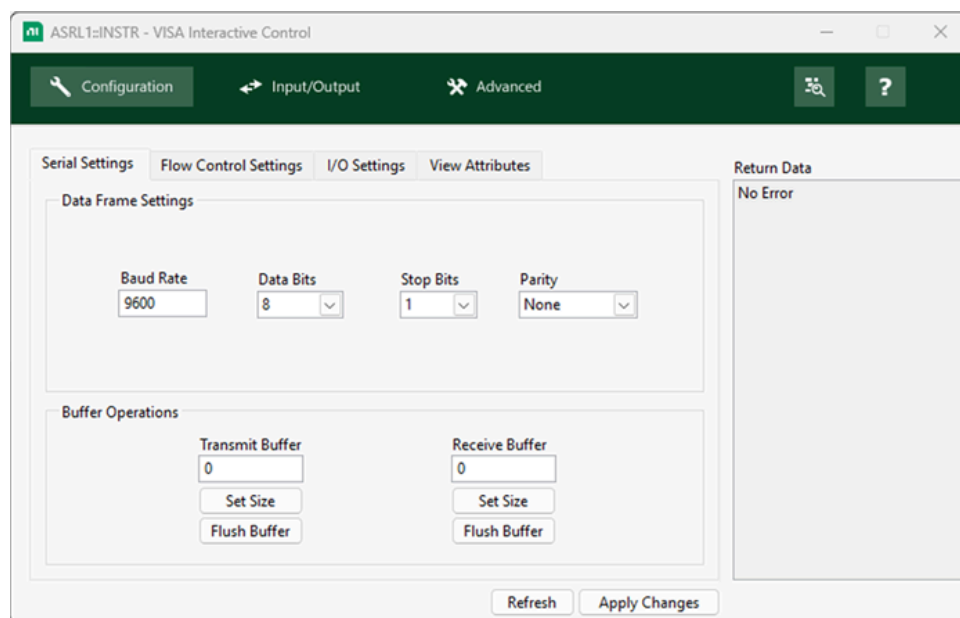 ASRL1::INSTR - VISA Interactive Control
Configuration
Input/Output
Advanced
?
Serial Settings
Flow Control Settings
I/O Settings
View Attributes
Return Data
No Error
Data Frame Settings
Baud Rate
Data Bits
Stop Bits
Parity
9600
8
1
None
Buffer Operations
Transmit Buffer
Receive Buffer
0
0
Set Size
Set Size
Flush Buffer
Flush Buffer
Refresh
Apply Changes